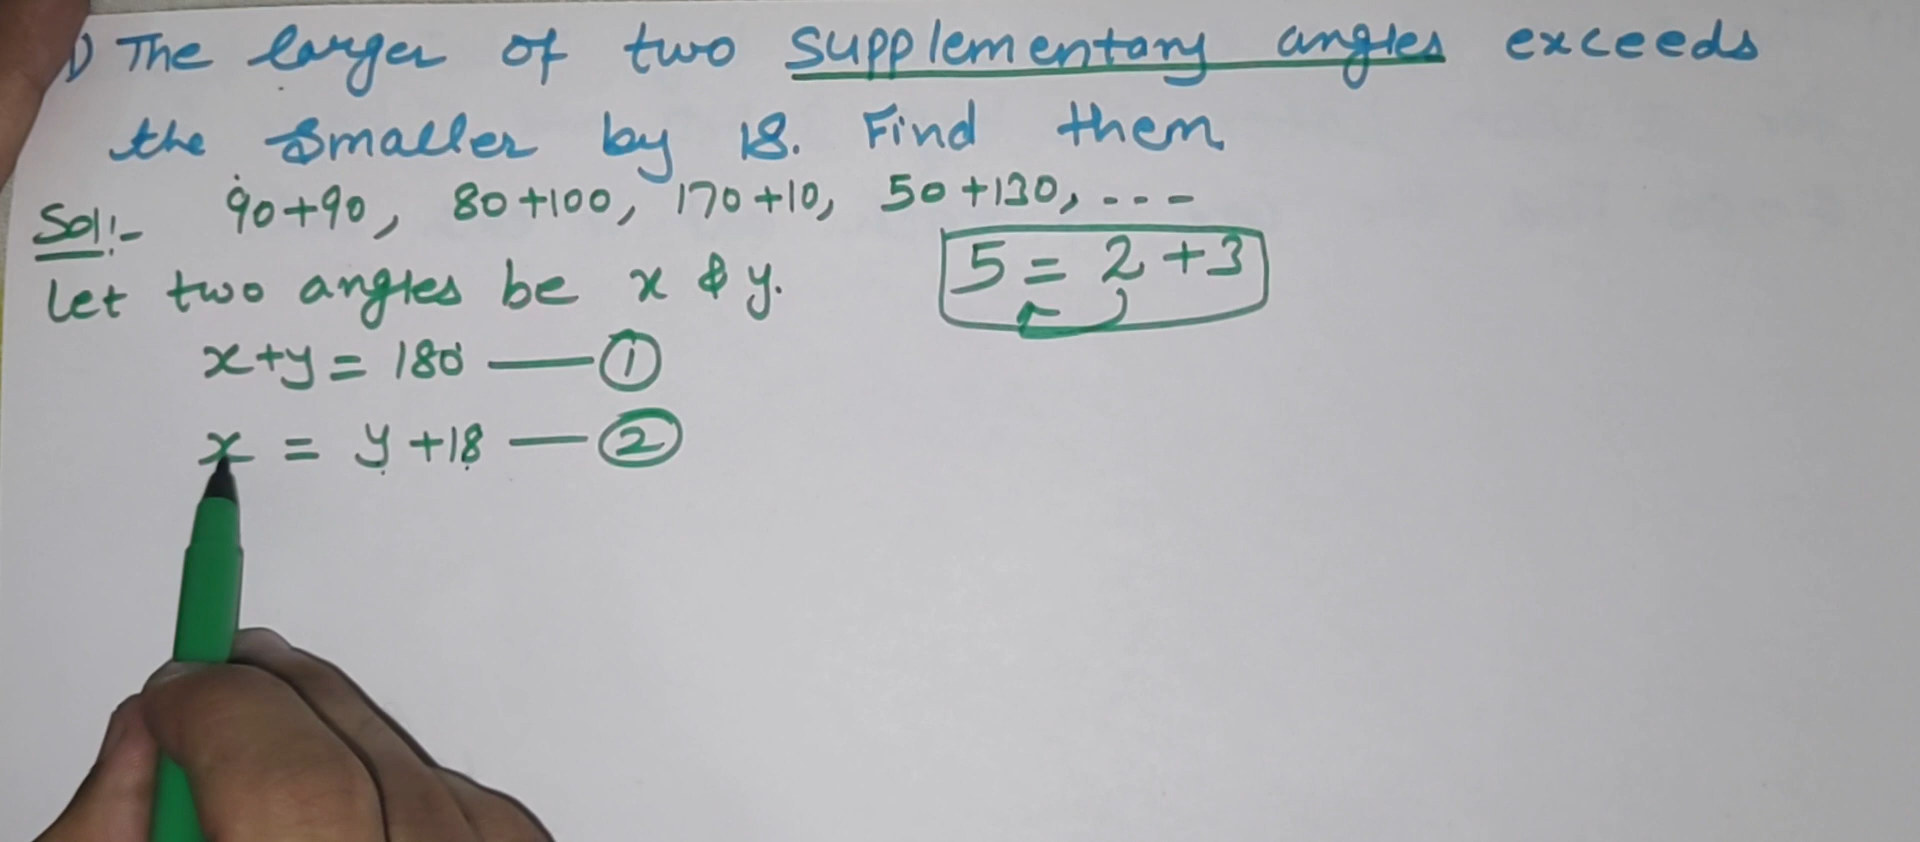 1) The larger of two supplementary angles exceeds
the smaller by 18. Find them
Sol:- 90+90, 80+100, 170+10, 50+130, ---
Let two angles be x & y.
5 = 2 + 3
x+y = 180 — ①
x = y +18 — ②